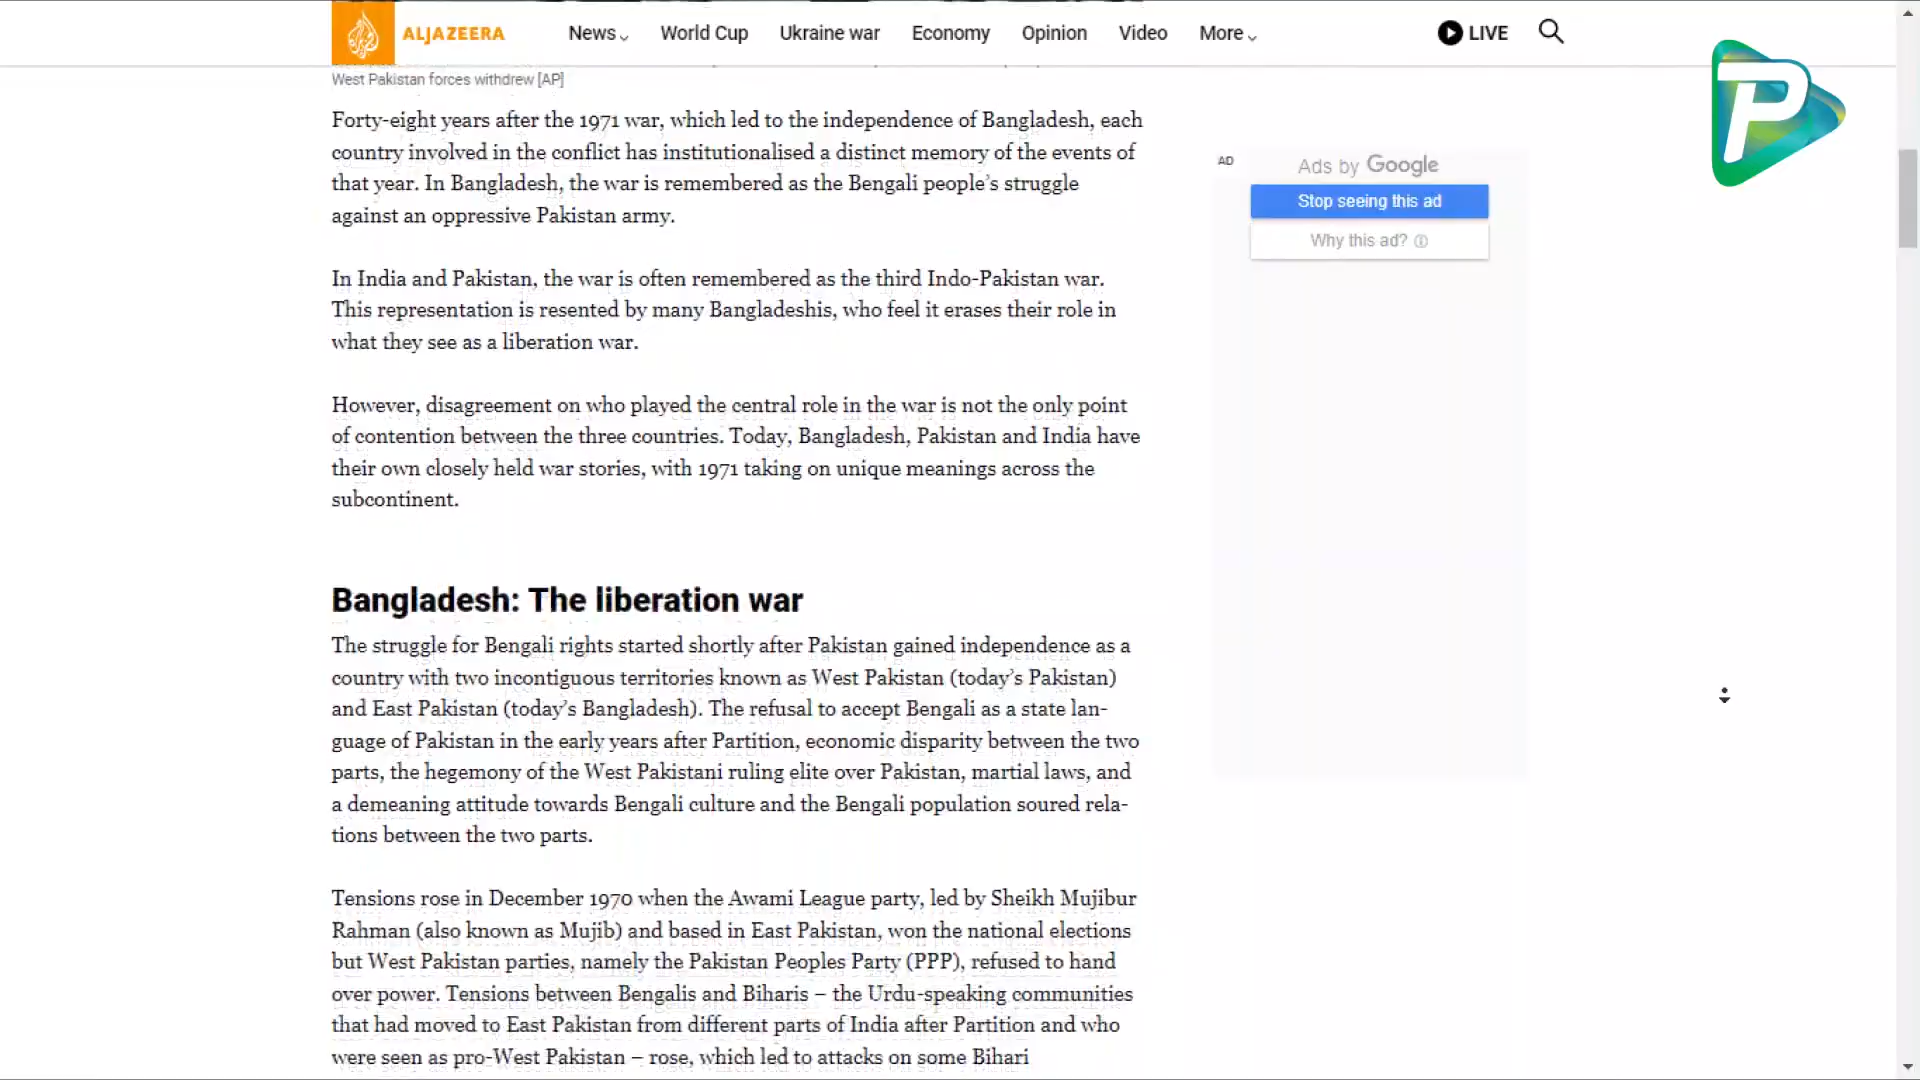 ALJAZEERA
News
World Cup
Ukraine war
Economy
Opinion
Video
More
LIVE
West Pakistan forces withdrew [AP]
Forty-eight years after the 1971 war, which led to the independence of Bangladesh, each
country involved in the conflict has institutionalised a distinct memory of the events of
that year. In Bangladesh, the war is remembered as the Bengali people's struggle
against an oppressive Pakistan army.
In India and Pakistan, the war is often remembered as the third Indo-Pakistan war.
This representation is resented by many Bangladeshis, who feel it erases their role in
what they see as a liberation war.
However, disagreement on who played the central role in the war is not the only point
of contention between the three countries. Today, Bangladesh, Pakistan and India have
their own closely held war stories, with 1971 taking on unique meanings across the
subcontinent.
Bangladesh: The liberation war
The struggle for Bengali rights started shortly after Pakistan gained independence as a
country with two incontiguous territories known as West Pakistan (today's Pakistan)
and East Pakistan (today's Bangladesh). The refusal to accept Bengali as a state lan-
guage of Pakistan in the early years after Partition, economic disparity between the two
parts, the hegemony of the West Pakistani ruling elite over Pakistan, martial laws, and
a demeaning attitude towards Bengali culture and the Bengali population soured rela-
tions between the two parts.
Tensions rose in December 1970 when the Awami League party, led by Sheikh Mujibur
Rahman (also known as Mujib) and based in East Pakistan, won the national elections
but West Pakistan parties, namely the Pakistan Peoples Party (PPP), refused to hand
over power. Tensions between Bengalis and Biharis – the Urdu-speaking communities
that had moved to East Pakistan from different parts of India after Partition and who
were seen as pro-West Pakistan – rose, which led to attacks on some Bihari
AD
Ads by Google
Stop seeing this ad
Why this ad?
P